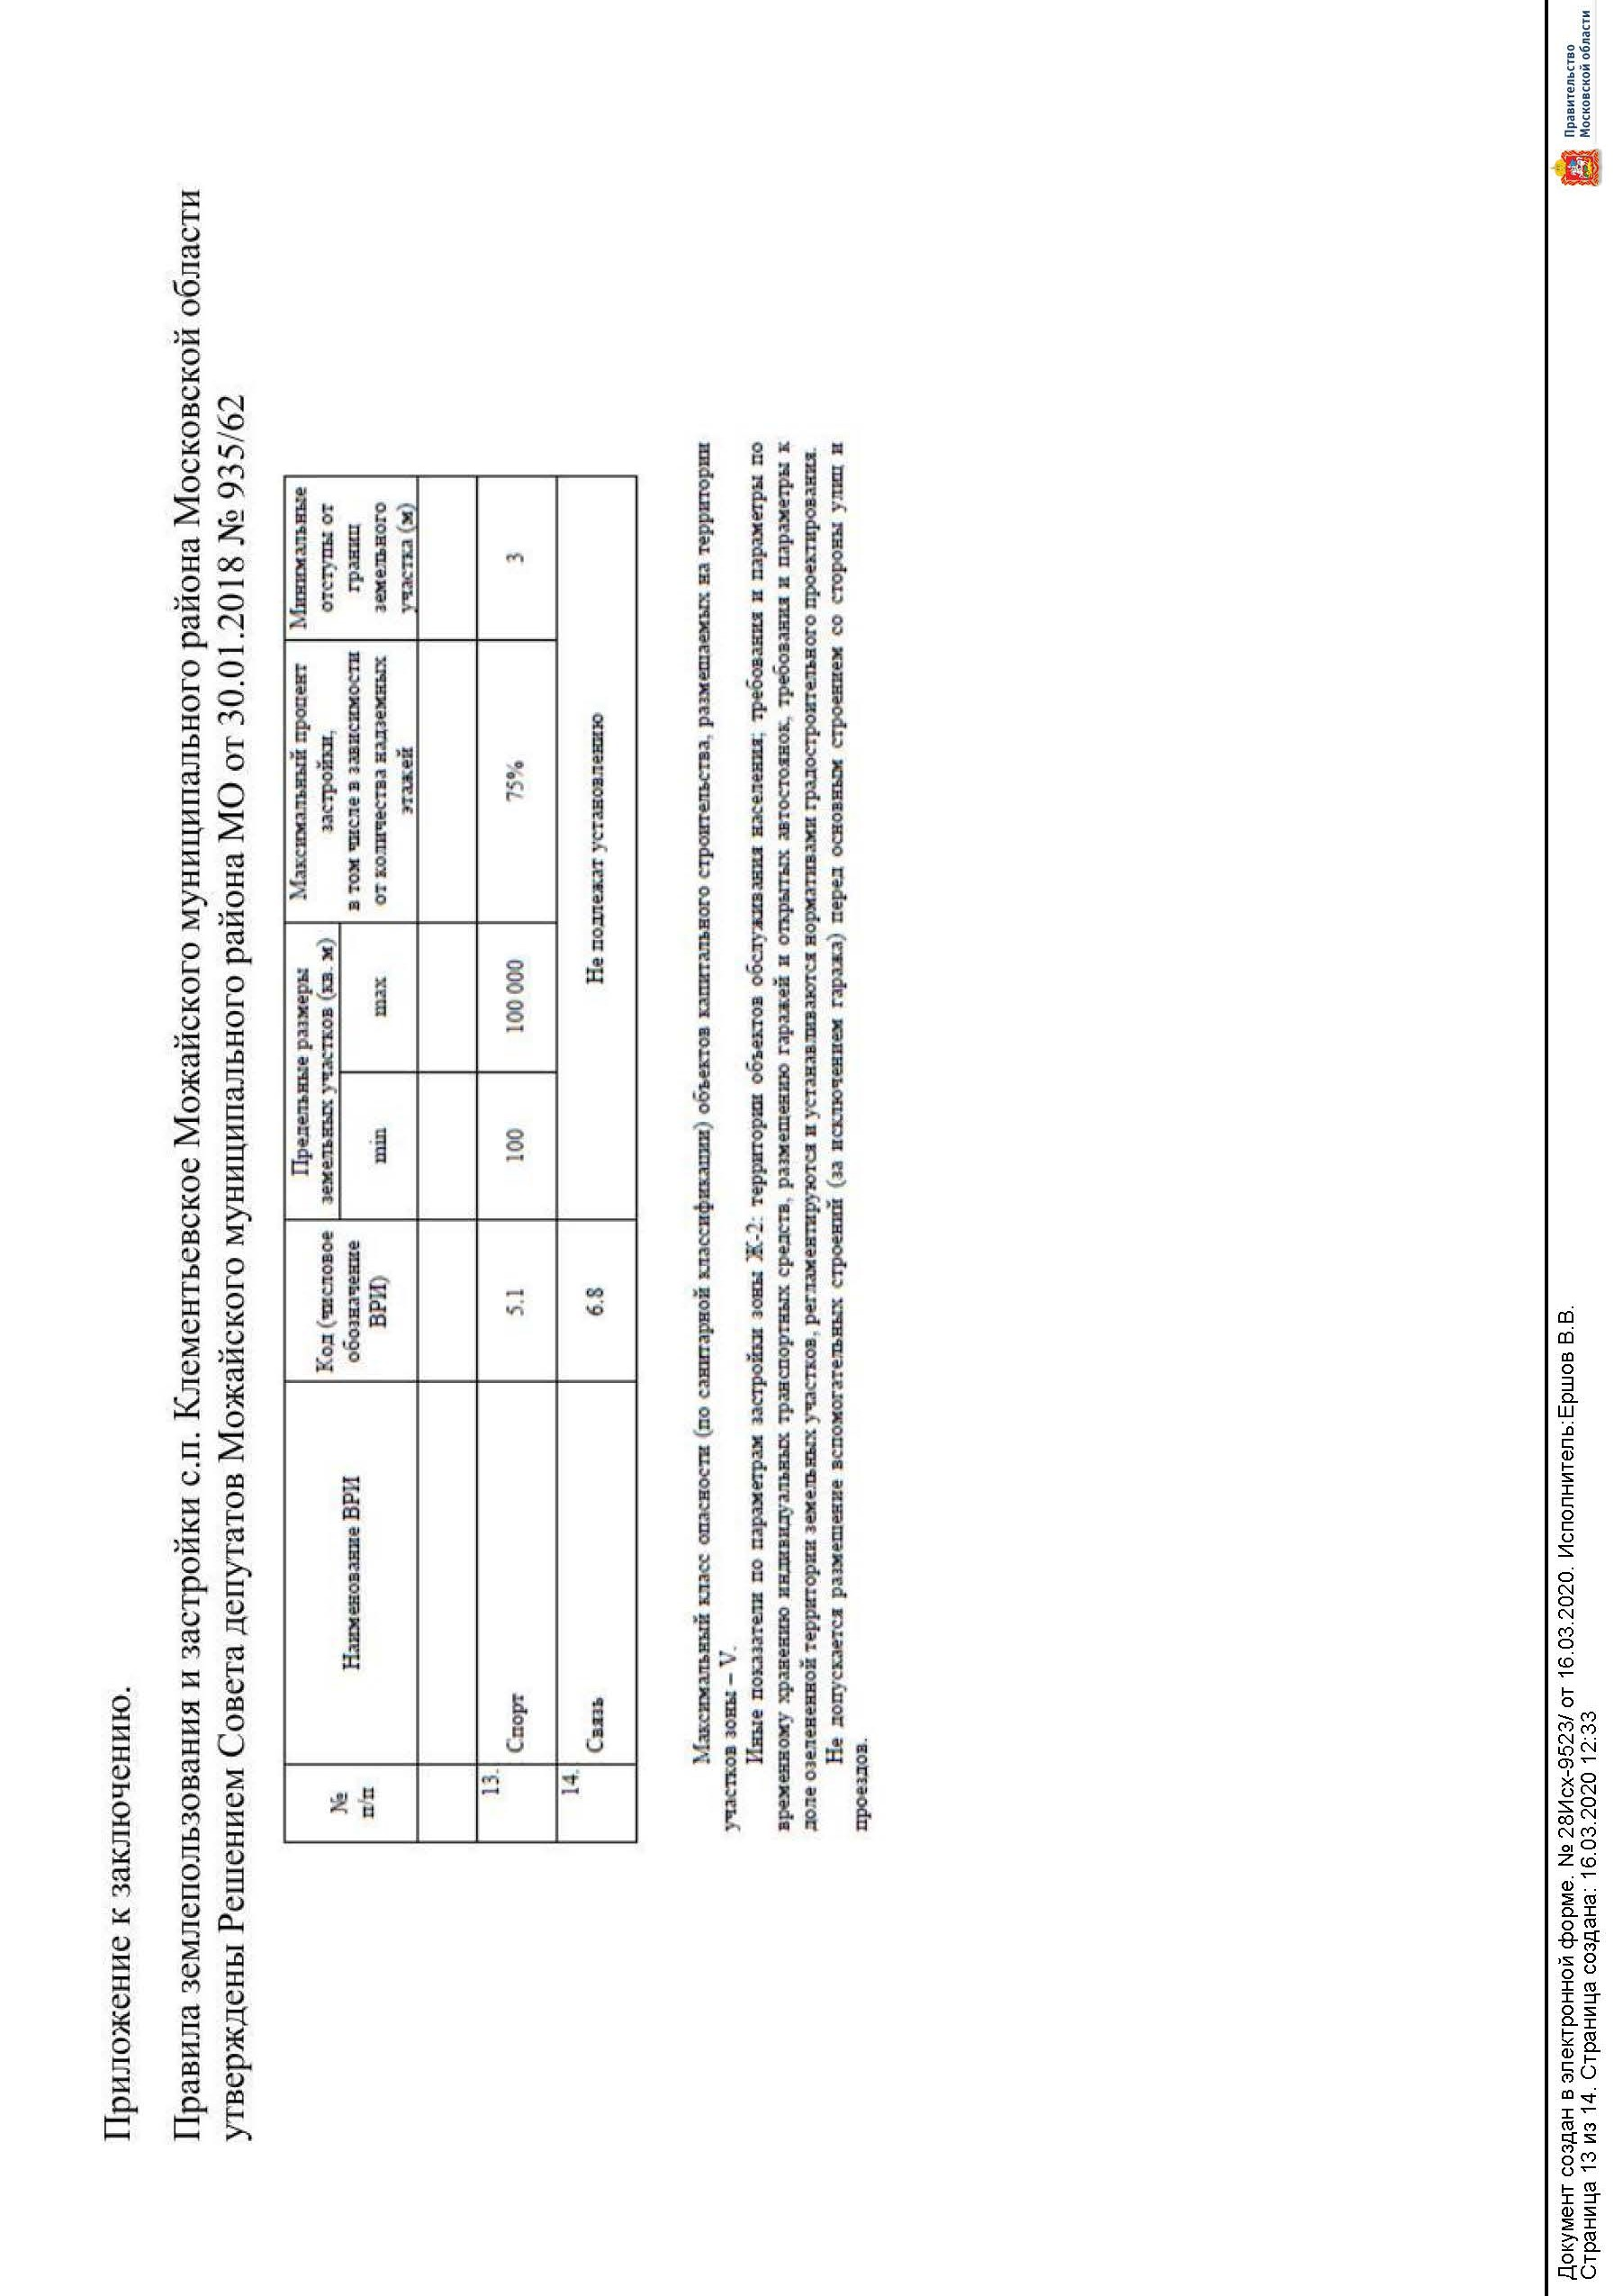 Приложение к заключению.
Правила землепользования и застройки с.п. Клементьевское Можайского муниципального района Московской области
утверждены Решением Совета депутатов Можайского муниципального района МО от 30.01.2018 № 935/62
№
п/п
Наименование ВРИ
Код (числовое
обозначение
ВРИ)
Предельные размеры
земельных участков (кв. м)
min
max
Максимальный процент
застройки,
в том числе в зависимости
от количества надземных
этажей
Минимальные
отступы от
границ
земельного
участка (м)
13.
Спорт
5.1
100
100 000
75%
3
14.
Связь
6.8
Не подлежат установлению
Максимальный класс опасности (по санитарной классификации) объектов капитального строительства, размещаемых на территории
участков зоны – V.
Иные показатели по параметрам застройки зоны Ж-2: территории объектов обслуживания населения; требования и параметры по
временному хранению индивидуальных транспортных средств, размещению гаражей и открытых автостоянок, требования и параметры к
доле озелененной территории земельных участков, регламентируются и устанавливаются нормативами градостроительного проектирования.
Не допускается размещение вспомогательных строений (за исключением гаража) перед основным строением со стороны улиц и
проездов.
Документ создан в электронной форме. № 28Исх-9523/ от 16.03.2020. Исполнитель:Ершов В.В.
Страница 13 из 14. Страница создана: 16.03.2020 12:33
Правительство
Московской области